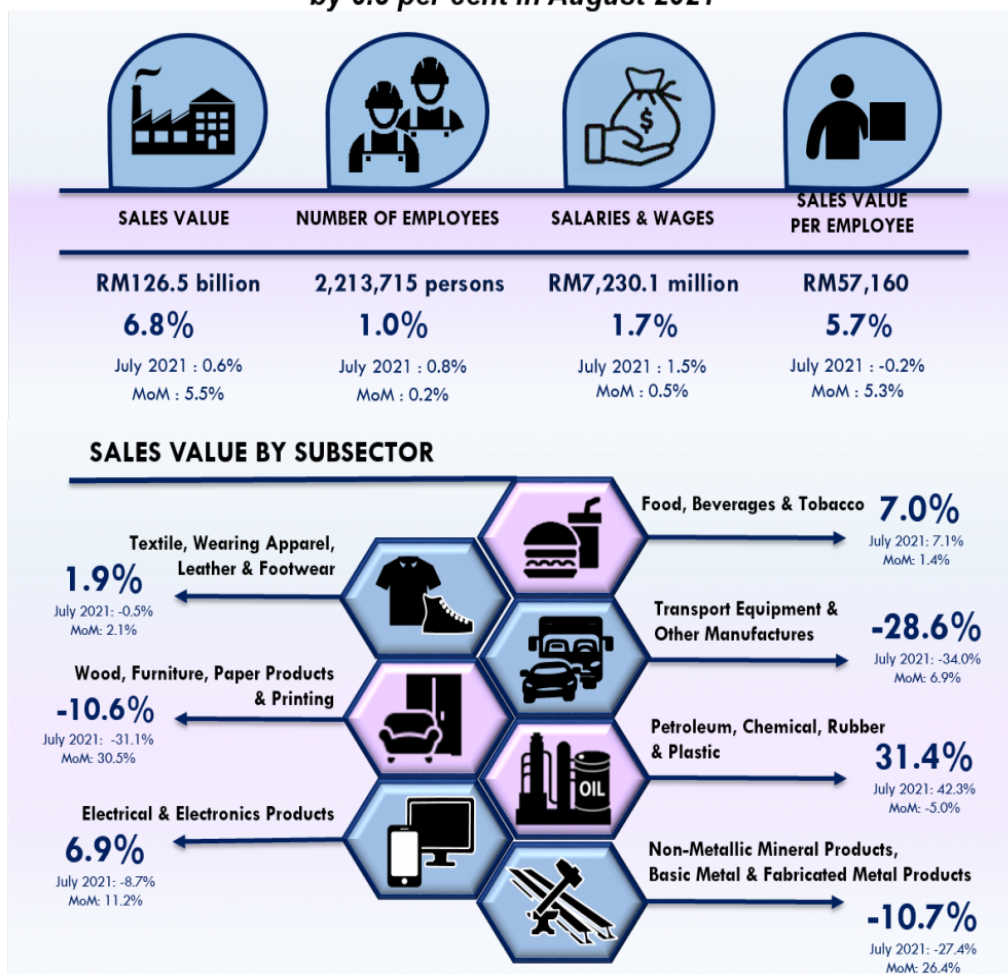 by per cent in August 2021
$
SALES VALUE
NUMBER OF EMPLOYEES
SALARIES & WAGES
SALES VALUE
PER EMPLOYEE
RM126.5 billion
6.8%
July 2021 : 0.6%
MoM : 5.5%
2,213,715 persons
1.0%
July 2021 : 0.8%
MoM : 0.2%
RM7,230.1 million
1.7%
July 2021 : 1.5%
MoM : 0.5%
RM57,160
5.7%
July 2021 : -0.2%
MoM : 5.3%
SALES VALUE BY SUBSECTOR
Food, Beverages & Tobacco
7.0%
July 2021: 7.1%
MoM: 1.4%
Textile, Wearing Apparel,
Leather & Footwear
1.9%
July 2021: -0.5%
MoM: 2.1%
Transport Equipment &
Other Manufactures
-28.6%
July 2021: -34.0%
MoM: 6.9%
Wood, Furniture, Paper Products
& Printing
-10.6%
July 2021: -31.1%
MoM: 30.5%
Petroleum, Chemical, Rubber
& Plastic
31.4%
July 2021: 42.3%
MoM: -5.0%
OIL
Electrical & Electronics Products
6.9%
July 2021: -8.7%
MoM: 11.2%
Non-Metallic Mineral Products,
Basic Metal & Fabricated Metal Products
-10.7%
July 2021: -27.4%
MoM: 26.4%